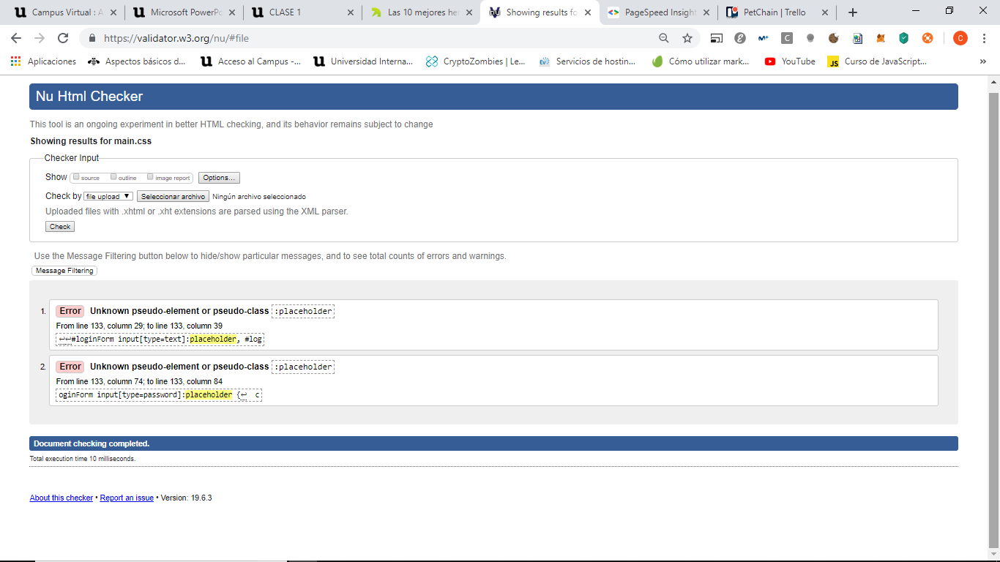 Campus Virtual : A
Microsoft PowerPo
CLASE 1
Las 10 mejores he
Showing results fo
PageSpeed Insight
PetChain | Trello
https://validator.w3.org/nu/#file
C
C
Aplicaciones
Aspectos básicos d...
Acceso al Campus -...
Universidad Interna...
CryptoZombies | Le...
Servicios de hostin...
Cómo utilizar mark...
YouTube
JS
Curso de JavaScript...
»
Nu Html Checker
This tool is an ongoing experiment in better HTML checking, and its behavior remains subject to change
Showing results for main.css
Checker Input
Show source outline image report Options...
Check by file upload Seleccionar archivo Ningún archivo seleccionado
Uploaded files with .xhtml or .xht extensions are parsed using the XML parser.
Check
Use the Message Filtering button below to hide/show particular messages, and to see total counts of errors and warnings.
Message Filtering
1. Error Unknown pseudo-element or pseudo-class :placeholder
From line 133, column 29; to line 133, column 39
↩↩#loginForm input[type=text]:placeholder, #log
2. Error Unknown pseudo-element or pseudo-class :placeholder
From line 133, column 74; to line 133, column 84
oginForm input[type=password]:placeholder {↩  c
Document checking completed.
Total execution time 10 milliseconds.
About this checker • Report an issue • Version: 19.6.3